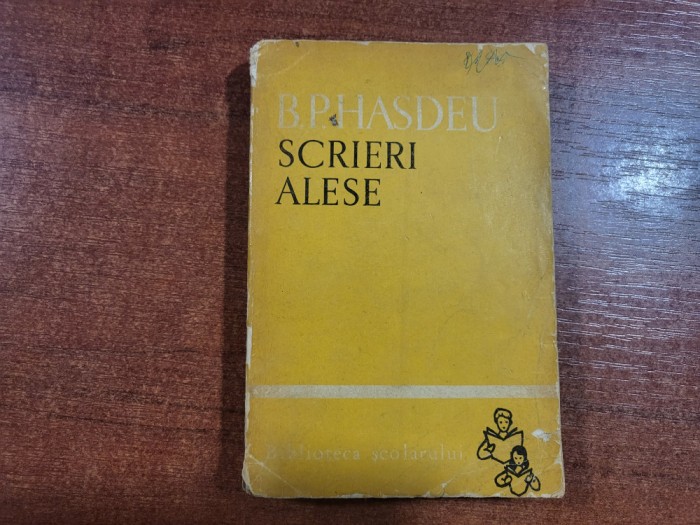 B.P.HASDEU
SCRIERI
ALESE
Biblioteca școlarului